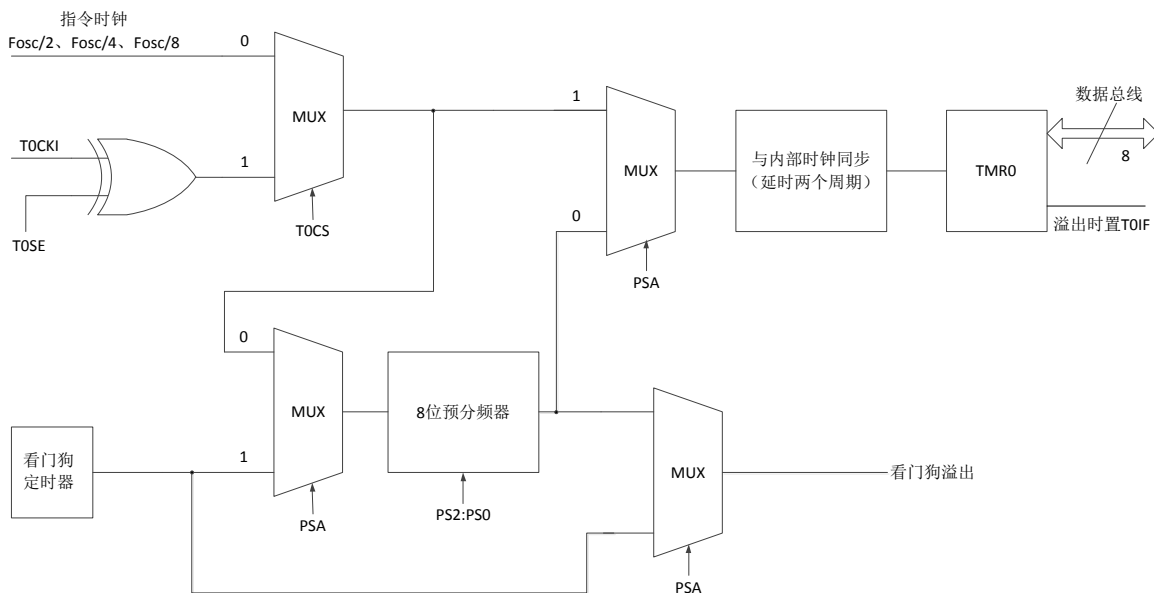 指令时钟
Fosc/2、Fosc/4、Fosc/8
0
MUX
T0CKI
1
T0SE
T0CS
1
MUX
0
PSA
与内部时钟同步
（延时两个周期）
TMR0
数据总线
8
溢出时置T0IF
0
MUX
1
PSA
8位预分频器
PS2:PS0
看门狗
定时器
MUX
PSA
看门狗溢出